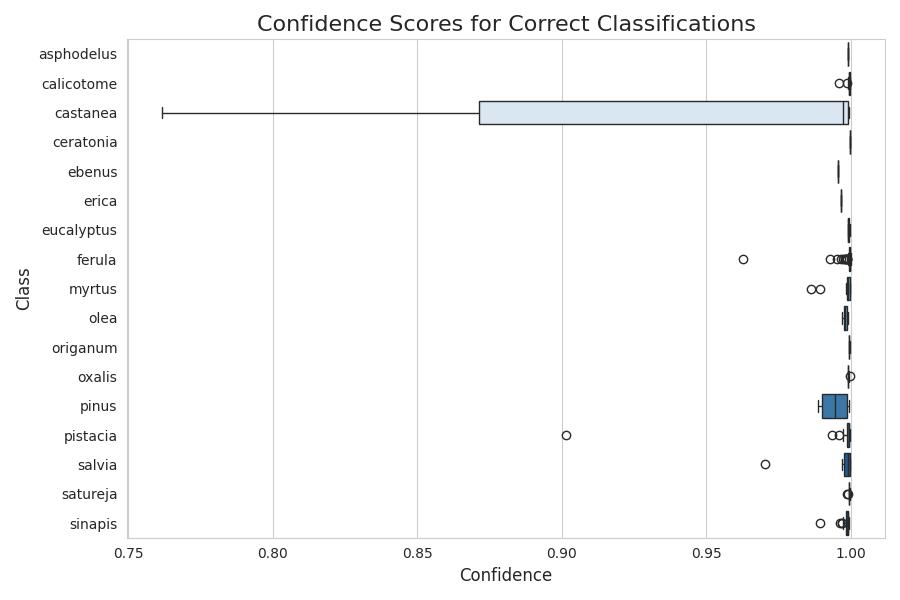 Confidence Scores for Correct Classifications
asphodelus
calicotome
castanea
ceratonia
ebenus
erica
eucalyptus
ferula
myrtus
olea
origanum
oxalis
pinus
pistacia
salvia
satureja
sinapis
Class
0.75 0.80 0.85 0.90 0.95 1.00
Confidence